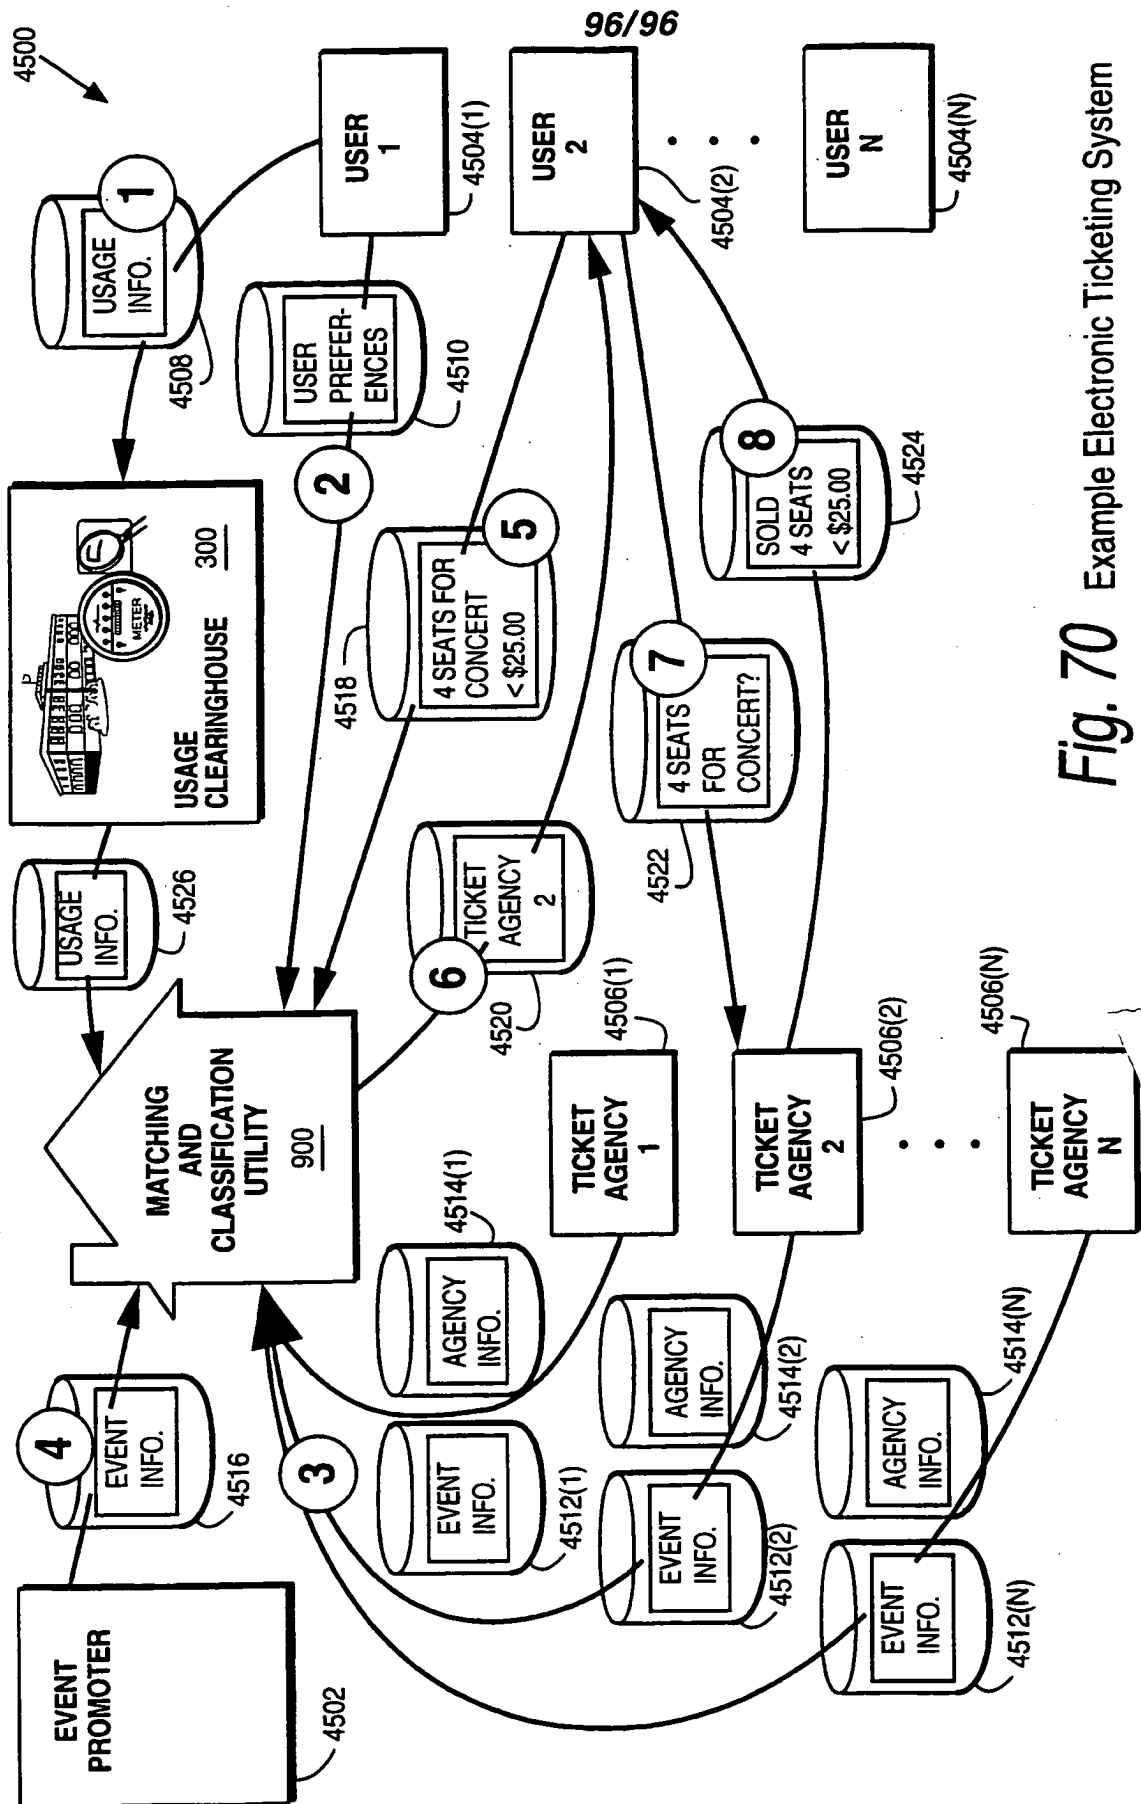 96/96
4500
EVENT
PROMOTER
4502
4
EVENT
INFO.
4516
MATCHING
AND
CLASSIFICATION
UTILITY
900
USAGE
INFO.
4526
METER
USAGE
CLEARINGHOUSE
300
1
USAGE
INFO.
4508
USER
1
4504(1)
2
USER
PREFER-
ENCES
4510
5
4 SEATS FOR
CONCERT
< $25.00
4518
6
TICKET
AGENCY
2
4520
USER
2
4504(2)
USER
N
4504(N)
7
4 SEATS
FOR
CONCERT?
4522
8
SOLD
4 SEATS
< $25.00
4524
3
EVENT
INFO.
4512(1)
AGENCY
INFO.
4514(1)
TICKET
AGENCY
1
4506(1)
EVENT
INFO.
4512(2)
AGENCY
INFO.
4514(2)
TICKET
AGENCY
2
4506(2)
EVENT
INFO.
4512(N)
AGENCY
INFO.
4514(N)
TICKET
AGENCY
N
4506(N)
Fig. 70 Example Electronic Ticketing System